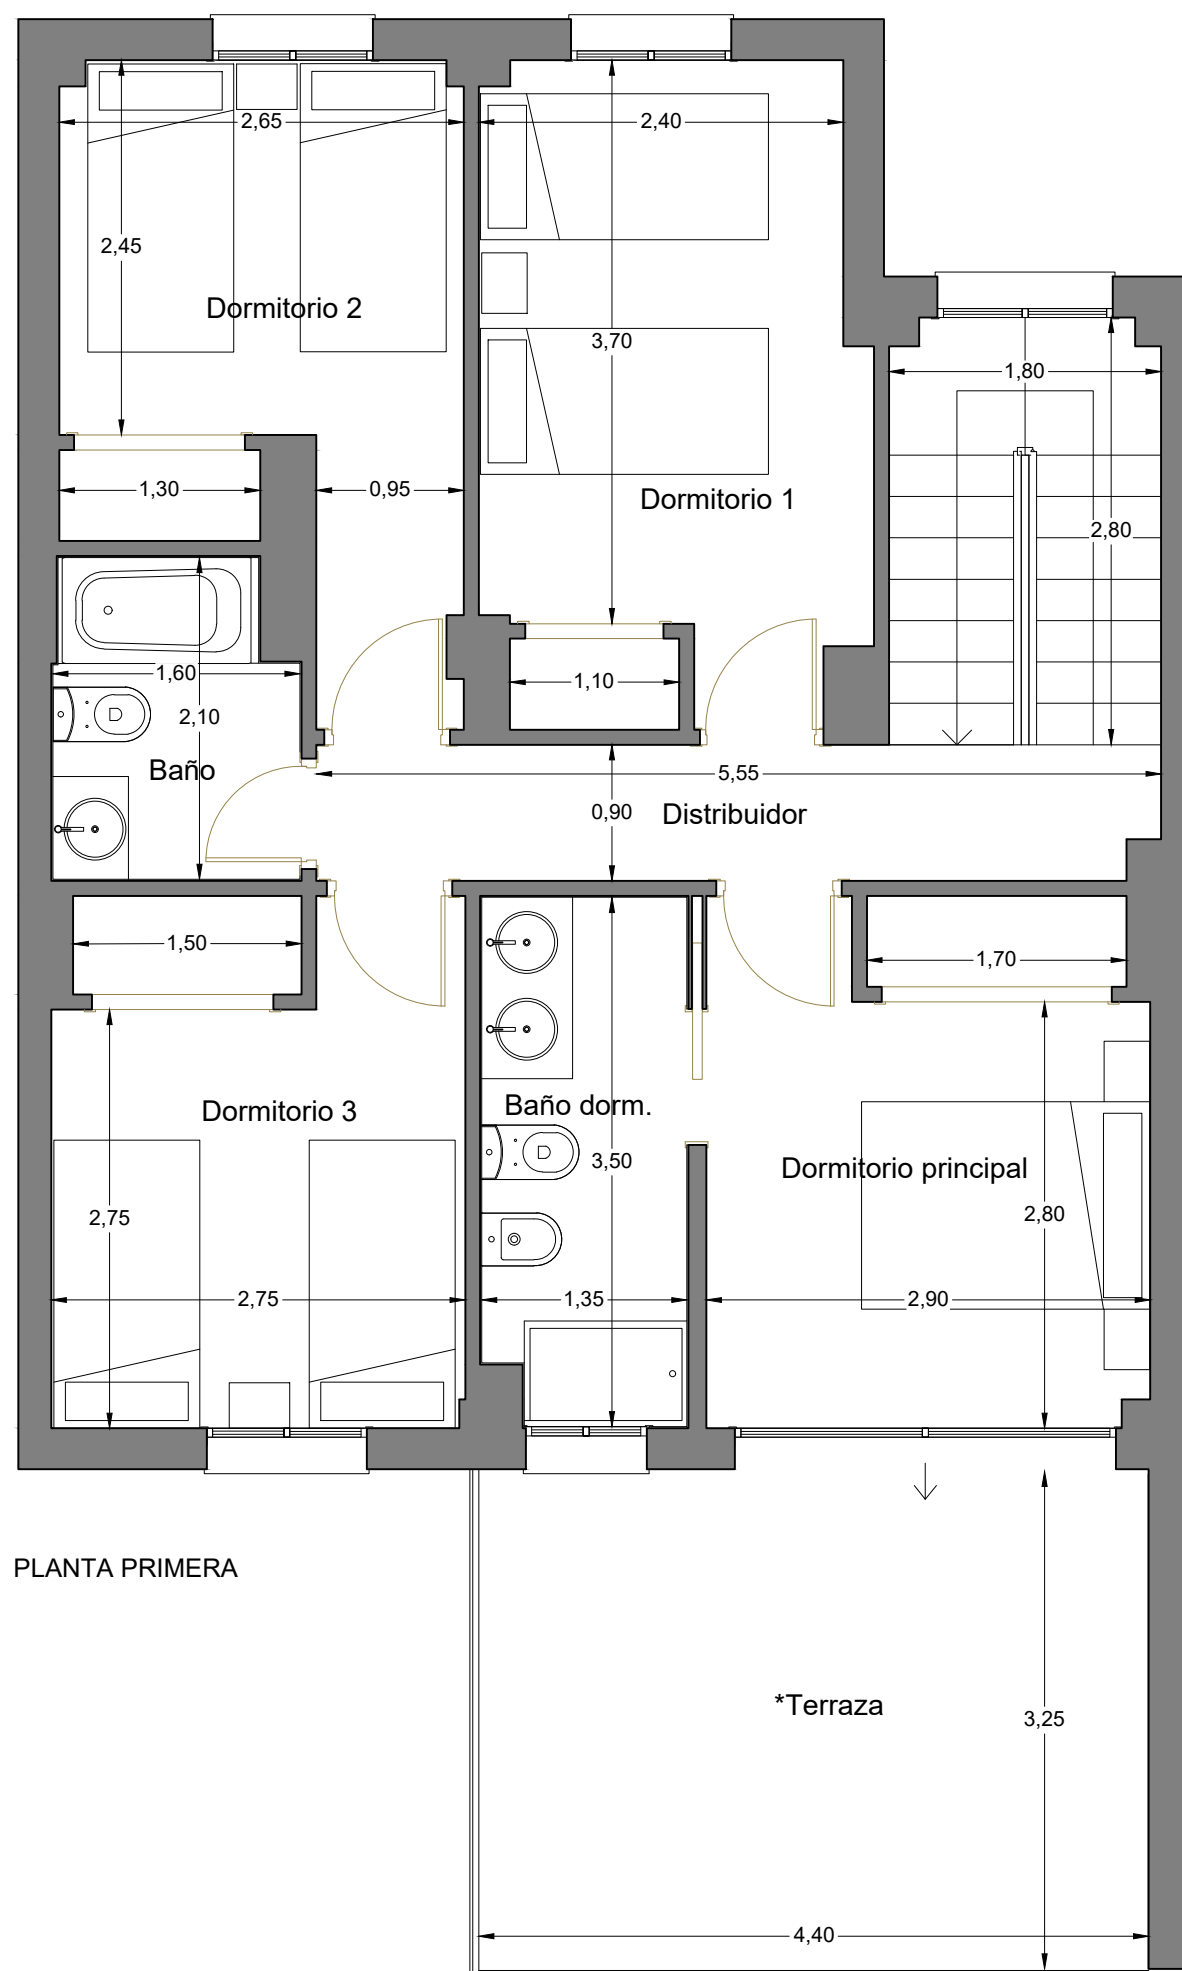 2,65
2,40
2,45
Dormitorio 2
3,70
1,80
1,30
0,95
Dormitorio 1
2,80
1,60
1,10
2,10
Baño
5,55
0,90
Distribuidor
1,50
1,70
Dormitorio 3
Baño dorm.
3,50
Dormitorio principal
2,75
2,80
2,75
1,35
2,90
PLANTA PRIMERA
*Terraza
3,25
4,40